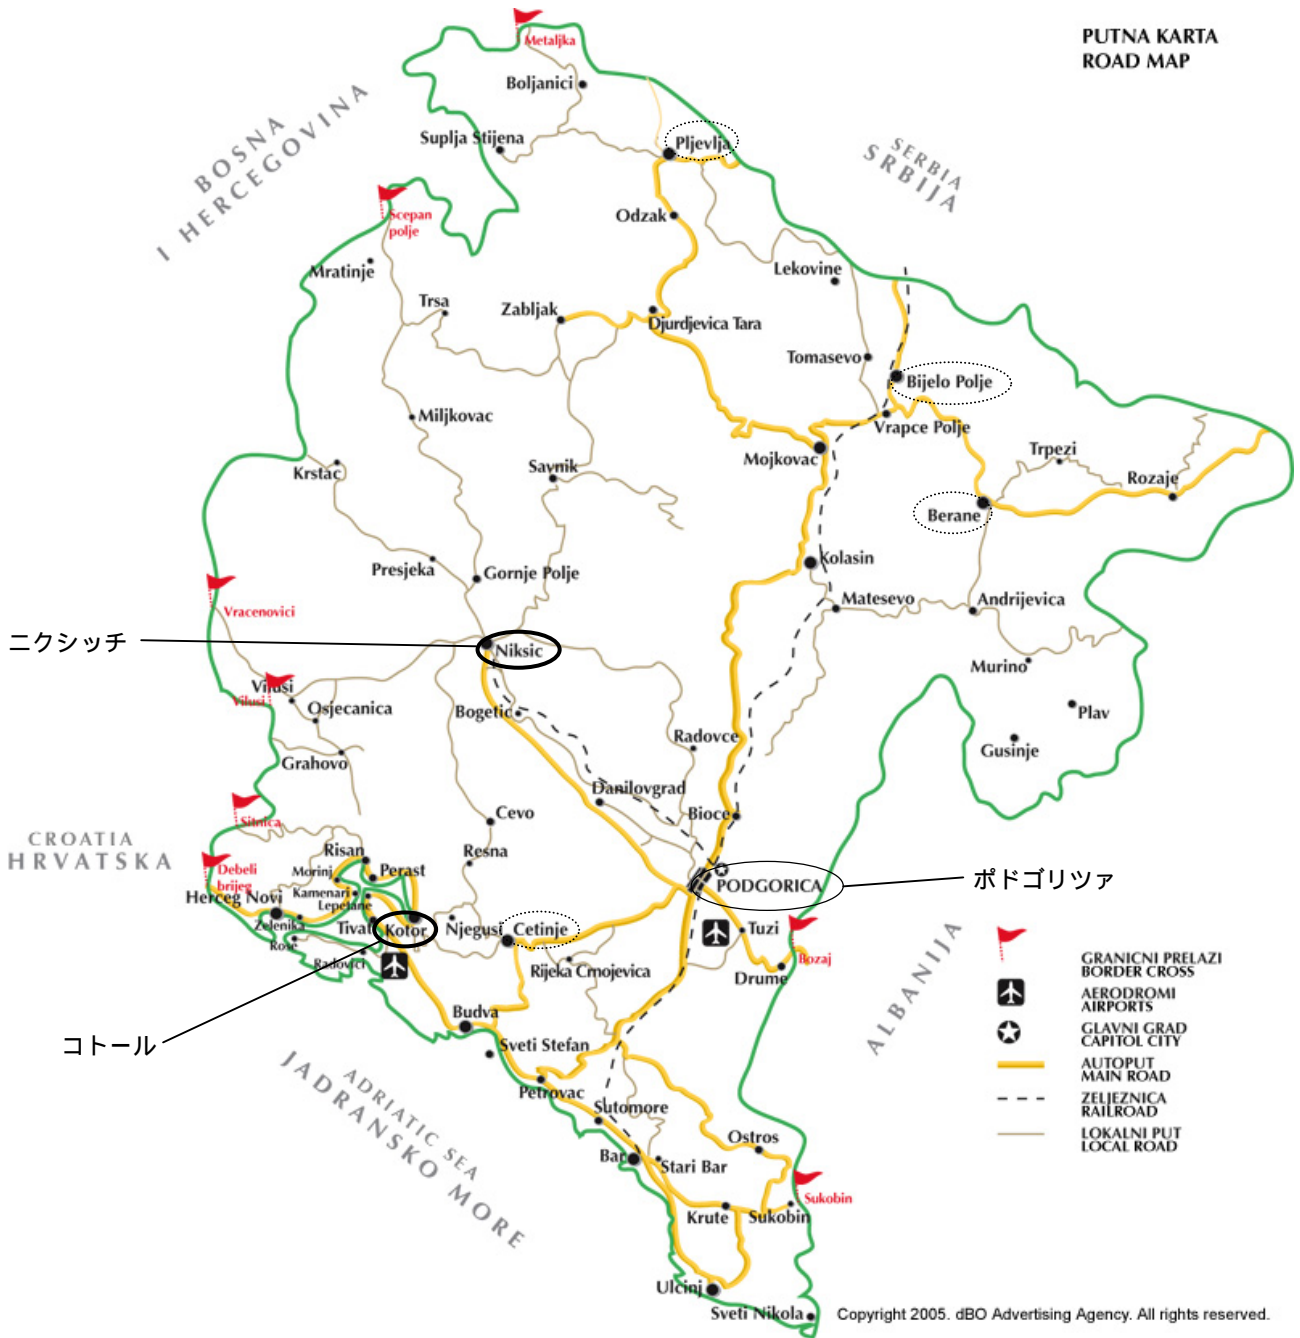 PUTNA KARTA
ROAD MAP
Metaljka
Boljanici
BOSNA
I HERCEGOVINA
Suplja Stijena
Pljevlja
SERBIA
SRBIJA
Scepan
polje
Odzak
Mratinje
Lekovine
Trsa
Zabljak
Djurdjevica Tara
Tomasevo
Bijelo Polje
Miljkovac
Vrapce Polje
Mojkovac
Trpezi
Krstac
Savnik
Rozaje
Berane
Presjeka
Gornje Polje
Kolasin
Vracenovici
Matesevo
Andrijevica
ニクシッチ
Niksic
Murino
Vilusi
Vilusi
Osjecanica
Bogetic
Plav
Radovce
Gusinje
Grahovo
Danilovgrad
Sitnica
Cevo
Bioce
CROATIA
HRVATSKA
Risan
Resna
Debeli
brijeg
Morinj
Perast
PODGORICA
ポドゴリツァ
Herceg Novi
Kamenari
Lepetane
Zelenika
Tivat
Kotor
Njegusi
Cetinje
Tuzi
Rose
Radovici
Rijeka Crnojevica
Drume
Bozaj
ALBANIJA
GRANICNI PRELAZI
BORDER CROSS
AERODROMI
AIRPORTS
GLAVNI GRAD
CAPITOL CITY
AUTOPUT
MAIN ROAD
ZELJEZNICA
RAILROAD
LOKALNI PUT
LOCAL ROAD
コトール
Budva
Sveti Stefan
ADRIATIC SEA
JADRANSKO MORE
Petrovac
Sutomore
Ostros
Bar
Stari Bar
Sukobin
Krute
Sukobin
Ulcinj
Sveti Nikola
Copyright 2005. dBO Advertising Agency. All rights reserved.